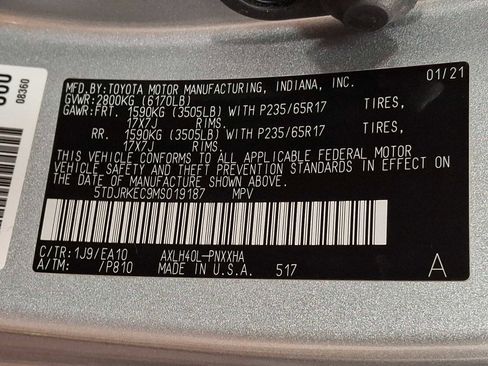 000
08360
MFD. BY: TOYOTA MOTOR MANUFACTURING, INDIANA, INC. 01/21
GVWR: 2800KG (6170LB)
GAWR: FRT. 1590KG (3505LB) WITH P235/65R17 TIRES,
17X7J RIMS
RR. 1590KG (3505LB) WITH P235/65R17 TIRES,
17X7J RIMS.
THIS VEHICLE CONFORMS TO ALL APPLICABLE FEDERAL MOTOR
VEHICLE SAFETY AND THEFT PREVENTION STANDARDS IN EFFECT ON
THE DATE OF MANUFACTURE SHOWN ABOVE.
5TDJRKEC9MS019187 MPV
C/TR: 1J9/EA10 AXLH40L-PNXXHA
A/TM: /P810 MADE IN U.S.A. 517 A